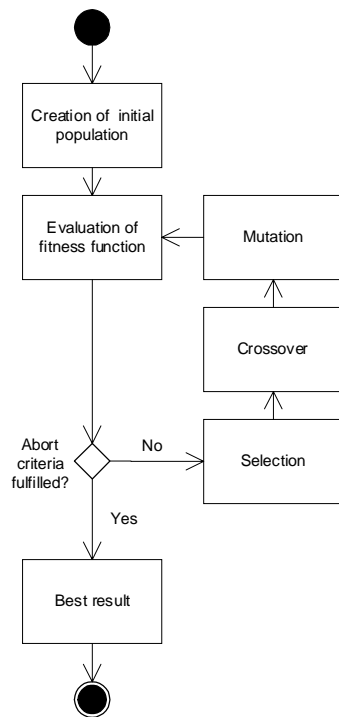 Creation of initial
population
Evaluation of
fitness function
Mutation
Crossover
Selection
Abort
criteria
fulfilled?
No
Yes
Best result